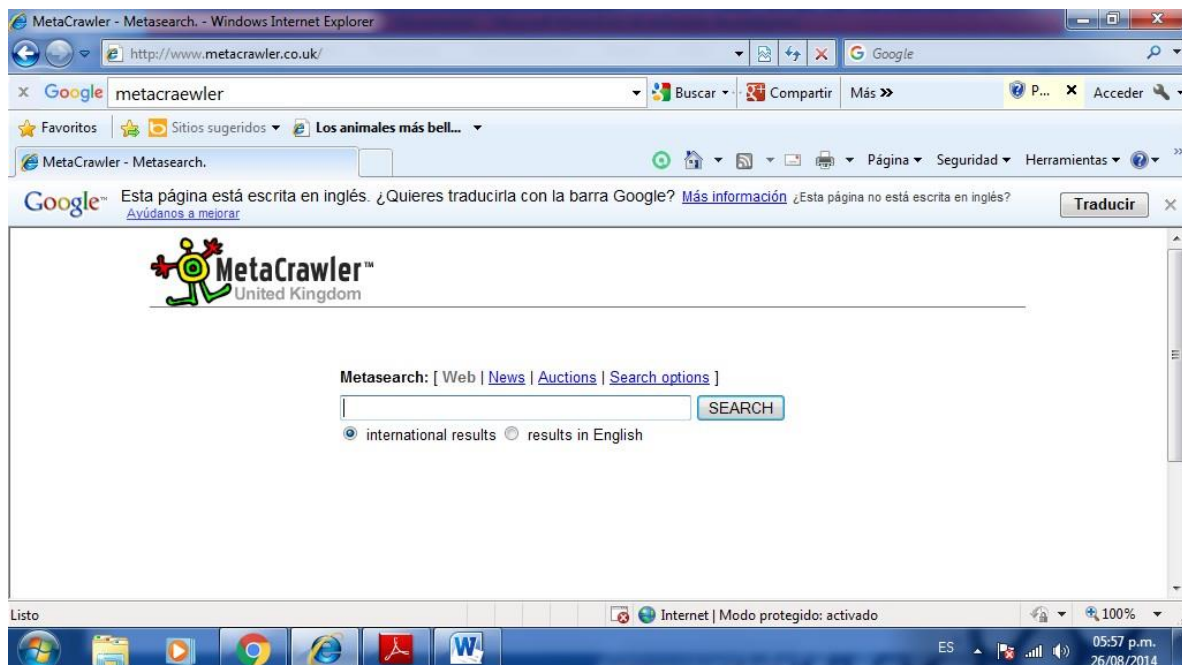 MetaCrawler - Metasearch. - Windows Internet Explorer
http://www.metacrawler.co.uk/ Google
x Google metacraewler Buscar Compartir Más >> P... x Acceder
Favoritos Sitios sugeridos Los animales más bell...
MetaCrawler - Metasearch. Página Seguridad Herramientas >>
Google™ Esta página está escrita en inglés. ¿Quieres traducirla con la barra Google? Más información ¿Esta página no está escrita en inglés? Traducir x
Ayúdanos a mejorar
MetaCrawler™
United Kingdom
Metasearch: [ Web | News | Auctions | Search options ]
SEARCH
international results results in English
Listo Internet | Modo protegido: activado 100%
W ES 05:57 p.m.
26/08/2014